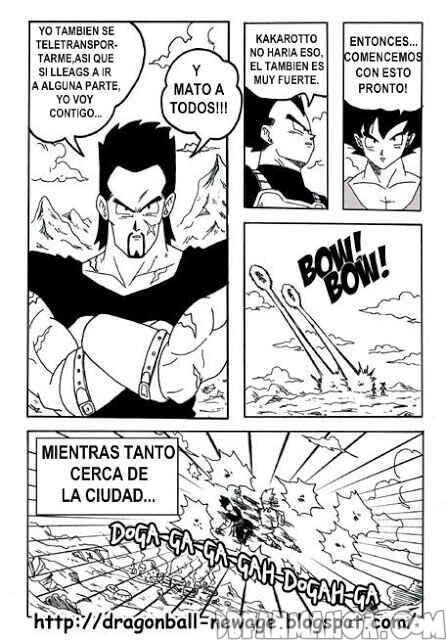 YO TAMBIEN SE
TELETRANSPOR-
TARME,ASI QUE
SI LLEAGS A IR
A ALGUNA PARTE,
YO VOY
CONTIGO...
Y
MATO A
TODOS!!!
KAKAROTTO
NO HARIA ESO,
EL TAMBIEN ES
MUY FUERTE.
ENTONCES...
COMENCEMOS
CON ESTO
PRONTO!
BOW!
BOW!
MIENTRAS TANTO
CERCA DE
LA CIUDAD...
DOGA-GA-GA-GAH-DOGAH-GA
http://dragonball-newage.blogspot.com/